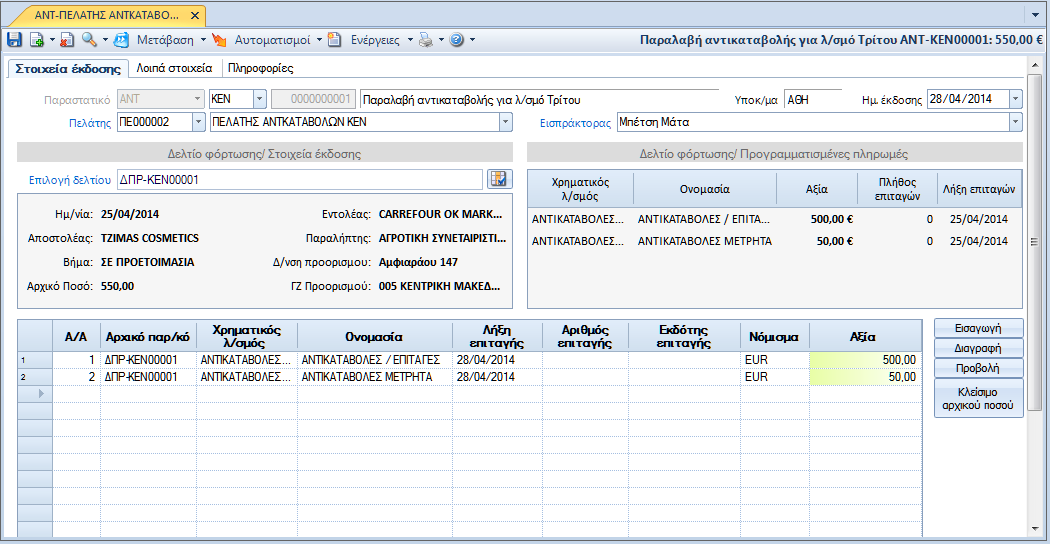 ΑΝΤ-ΠΕΛΑΤΗΣ ΑΝΤΚΑΤΑΒΟ...
Μετάβαση Αυτοματισμοί Ενέργειες Παραλαβή αντικαταβολής για λ/σμό Τρίτου ANT-KEN00001: 550,00 €
Στοιχεία έκδοσης Λοιπά στοιχεία Πληροφορίες
Παραστατικό ΑΝΤ ΚΕΝ 0000000001 Παραλαβή αντικαταβολής για λ/σμό Τρίτου Υποκ/μα ΑΘΗ Ημ. έκδοσης 28/04/2014
Πελάτης ΠΕ000002 ΠΕΛΑΤΗΣ ΑΝΤΚΑΤΑΒΟΛΩΝ ΚΕΝ Εισπράκτορας Μπέτση Μάτα
Δελτίο φόρτωσης/ Στοιχεία έκδοσης
Επιλογή δελτίου ΔΠΡ-ΚΕΝ00001
Ημ/νία: 25/04/2014 Εντολέας: CARREFOUR OK MARK...
Αποστολέας: TZIMAS COSMETICS Παραλήπτης: ΑΓΡΟΤΙΚΗ ΣΥΝΕΤΑΙΡΙΣΤΙ...
Βήμα: ΣΕ ΠΡΟΕΤΟΙΜΑΣΙΑ Δ/νση προορισμου: Αμφιαράου 147
Αρχικό Ποσό: 550,00 ΓΖ Προορισμού: 005 ΚΕΝΤΡΙΚΗ ΜΑΚΕΔ...
Δελτίο φόρτωσης/ Προγραμματισμένες πληρωμές
Χρηματικός λ/σμός Ονομασία Αξία Πλήθος επιταγών Λήξη επιταγών
ΑΝΤΙΚΑΤΑΒΟΛΕΣ... ΑΝΤΙΚΑΤΑΒΟΛΕΣ / ΕΠΙΤΑ... 500,00 € 0 25/04/2014
ΑΝΤΙΚΑΤΑΒΟΛΕΣ... ΑΝΤΙΚΑΤΑΒΟΛΕΣ ΜΕΤΡΗΤΑ 50,00 € 0 25/04/2014
Α/Α Αρχικό παρ/κό Χρηματικός λ/σμός Ονομασία Λήξη επιταγής Αριθμός επιταγής Εκδότης επιταγής Νόμισμα Αξία
1 1 ΔΠΡ-ΚΕΝ00001 ΑΝΤΙΚΑΤΑΒΟΛΕΣ... ΑΝΤΙΚΑΤΑΒΟΛΕΣ / ΕΠΙΤΑΓΕΣ 28/04/2014 EUR 500,00
2 2 ΔΠΡ-ΚΕΝ00001 ΑΝΤΙΚΑΤΑΒΟΛΕΣ... ΑΝΤΙΚΑΤΑΒΟΛΕΣ ΜΕΤΡΗΤΑ 28/04/2014 EUR 50,00
Εισαγωγή
Διαγραφή
Προβολή
Κλείσιμο
αρχικού ποσού